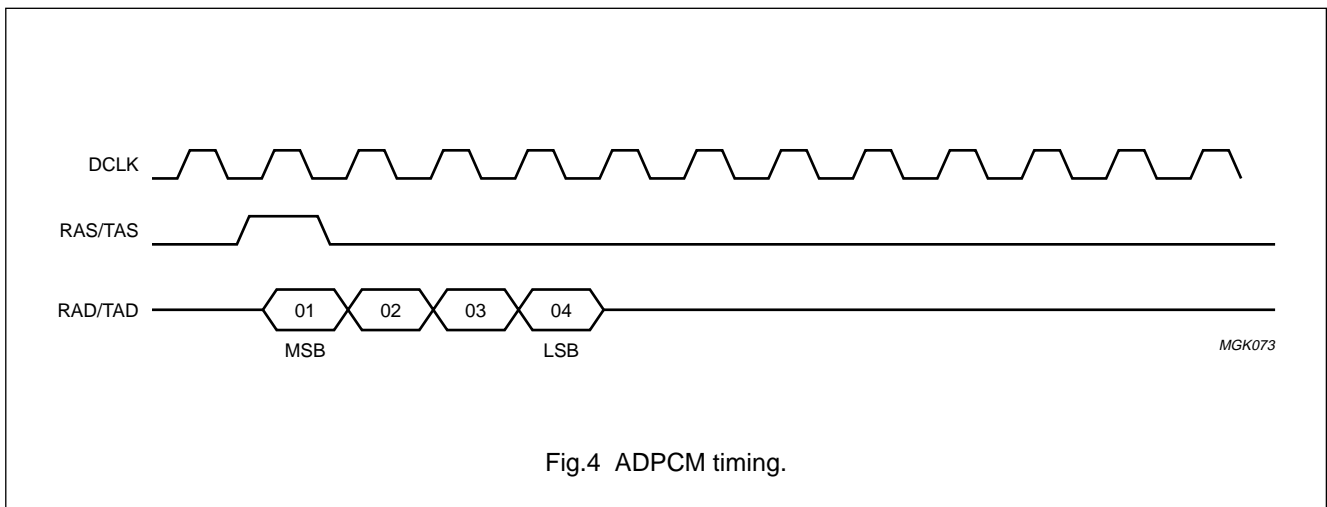 DCLK
RAS/TAS
RAD/TAD 01 02 03 04
MSB LSB
MGK073
Fig.4 ADPCM timing.